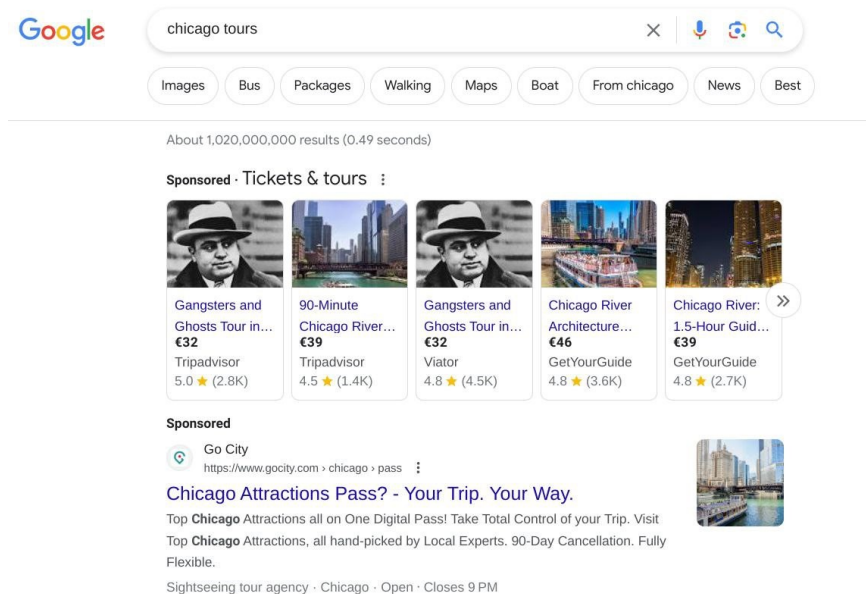 Google
chicago tours
Images Bus Packages Walking Maps Boat From chicago News Best
About 1,020,000,000 results (0.49 seconds)
Sponsored · Tickets & tours
Gangsters and
Ghosts Tour in...
€32
Tripadvisor
5.0 ★ (2.8K)
90-Minute
Chicago River...
€39
Tripadvisor
4.5 ★ (1.4K)
Gangsters and
Ghosts Tour in...
€32
Viator
4.8 ★ (4.5K)
Chicago River
Architecture...
€46
GetYourGuide
4.8 ★ (3.6K)
Chicago River:
1.5-Hour Guid...
€39
GetYourGuide
4.8 ★ (2.7K)
Sponsored
Go City
https://www.gocity.com › chicago › pass
Chicago Attractions Pass? - Your Trip. Your Way.
Top Chicago Attractions all on One Digital Pass! Take Total Control of your Trip. Visit
Top Chicago Attractions, all hand-picked by Local Experts. 90-Day Cancellation. Fully
Flexible.
Sightseeing tour agency · Chicago · Open · Closes 9 PM